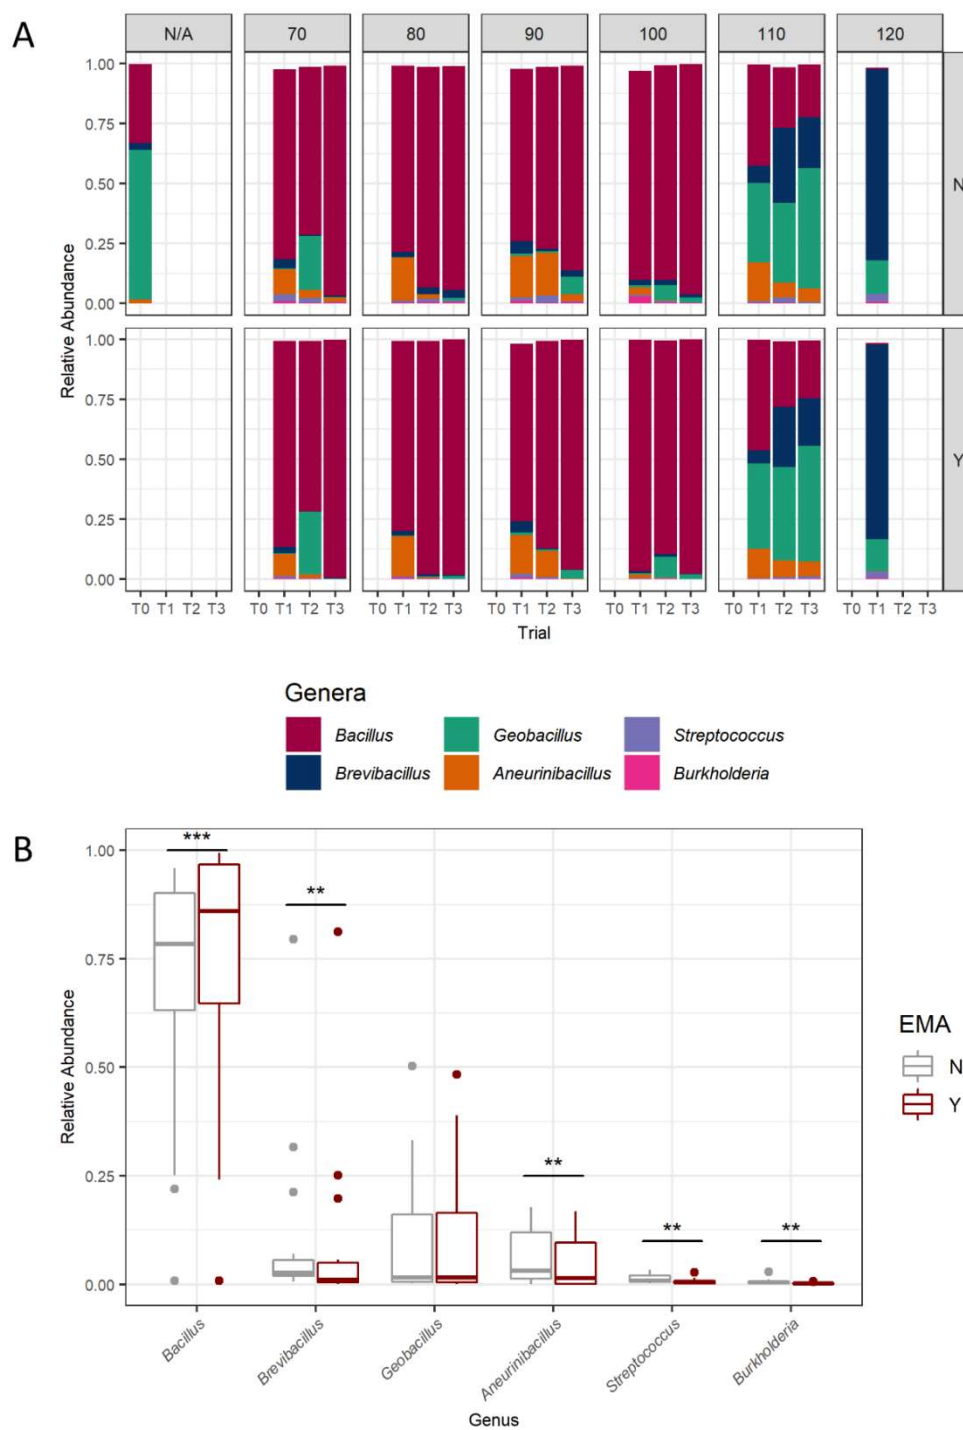 A
N/A 70 80 90 100 110 120
1.00
0.75
0.50
0.25
0.00
N
1.00
0.75
0.50
0.25
0.00
Y
Relative Abundance
T0 T1 T2 T3 T0 T1 T2 T3 T0 T1 T2 T3 T0 T1 T2 T3 T0 T1 T2 T3 T0 T1 T2 T3 T0 T1 T2 T3
Trial
Genera
Bacillus Geobacillus Streptococcus
Brevibacillus Aneurinibacillus Burkholderia
B
1.00
0.75
0.50
0.25
0.00
Relative Abundance
***
**
**
**
**
Bacillus
Brevibacillus
Geobacillus
Aneurinibacillus
Streptococcus
Burkholderia
Genus
EMA
N
Y